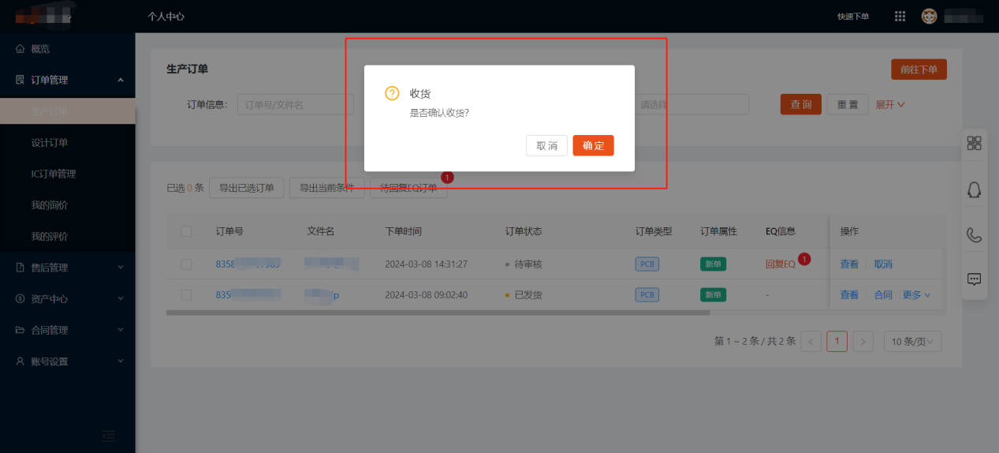 个人中心
快速下单
概览
订单管理
生产订单
设计订单
IC订单管理
我的询价
我的评价
售后管理
资产中心
合同管理
账号设置
生产订单
前往下单
订单信息: 订单号/文件名 请选择 查询 重置 展开
收货
是否确认收货?
取消 确定
已选 0 条 导出已选订单 导出当前条件 待回复EQ订单 1
订单号 文件名 下单时间 订单状态 订单类型 订单属性 EQ信息 操作
8358 2024-03-08 14:31:27 待审核 PCB 新单 回复EQ 1 查看 取消
835 2024-03-08 09:02:40 已发货 PCB 新单 - 查看 合同 更多
第 1 ~ 2 条 / 共 2 条 < 1 > 10 条/页